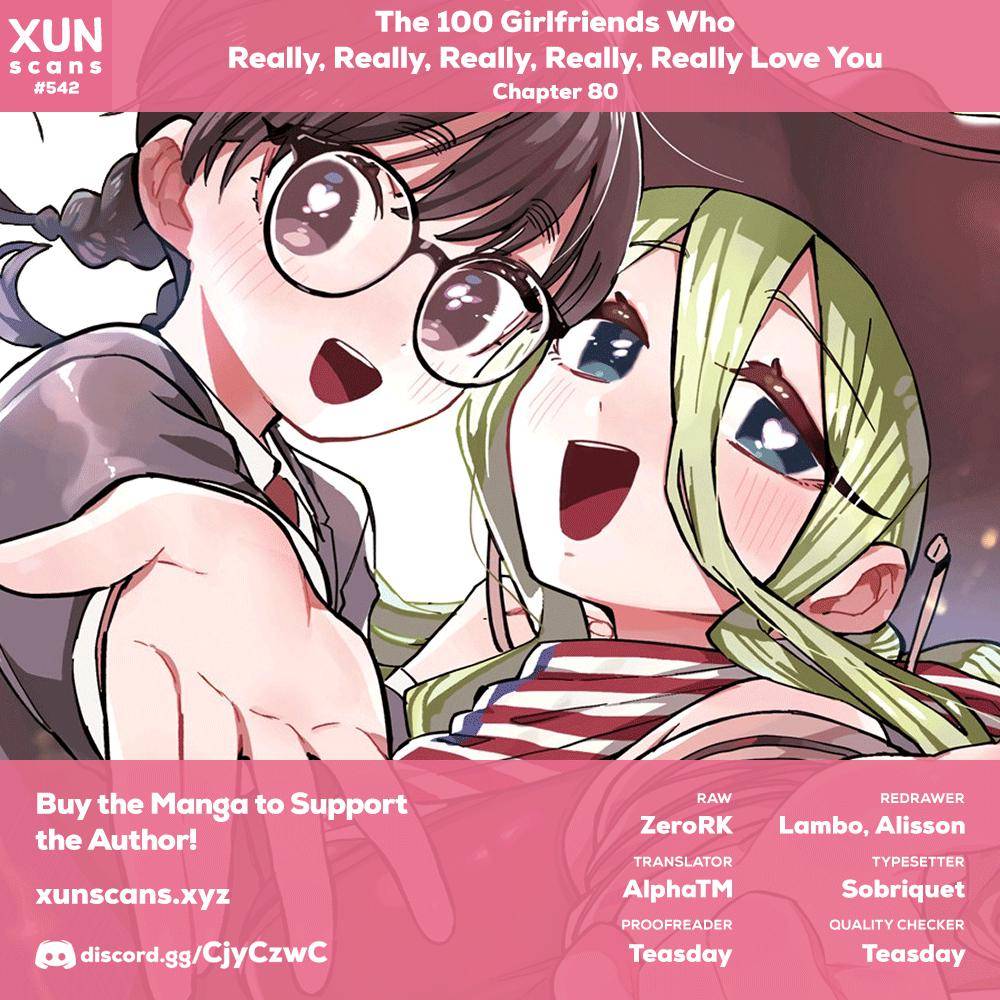 XUN
scans
#542
The 100 Girlfriends Who
Really, Really, Really, Really, Really Love You
Chapter 80
Buy the Manga to Support
the Author!
xunscans.xyz
discord.gg/CjyCzwC
RAW
ZeroRK
REDRAWER
Lambo, Alisson
TRANSLATOR
AlphaTM
TYPESETTER
Sobriquet
PROOFREADER
Teasday
QUALITY CHECKER
Teasday